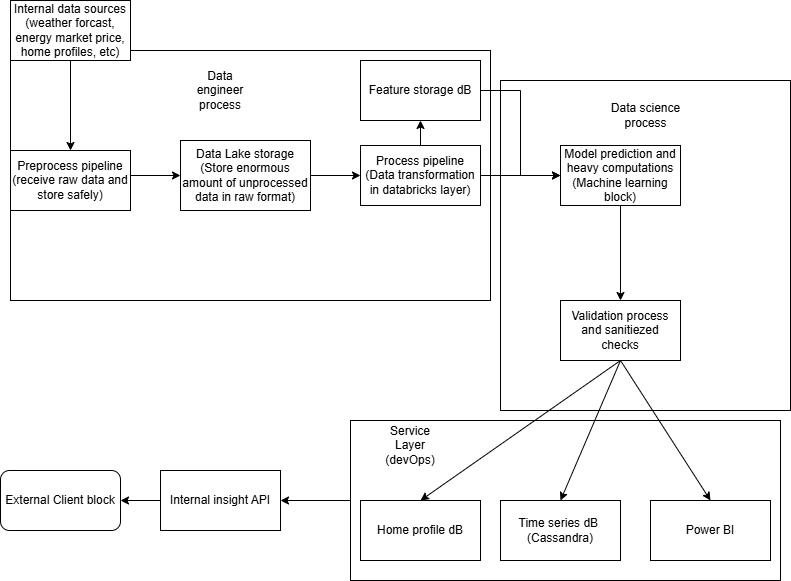 Internal data sources
(weather forcast,
energy market price,
home profiles, etc)
Data
engineer
process
Feature storage dB
Data science
process
Preprocess pipeline
(receive raw data and
store safely)
Data Lake storage
(Store enormous
amount of unprocessed
data in raw format)
Process pipeline
(Data transformation
in databricks layer)
Model prediction and
heavy computations
(Machine learning
block)
Validation process
and sanitiezed
checks
Service
Layer
(devOps)
External Client block
Internal insight API
Home profile dB
Time series dB
(Cassandra)
Power BI